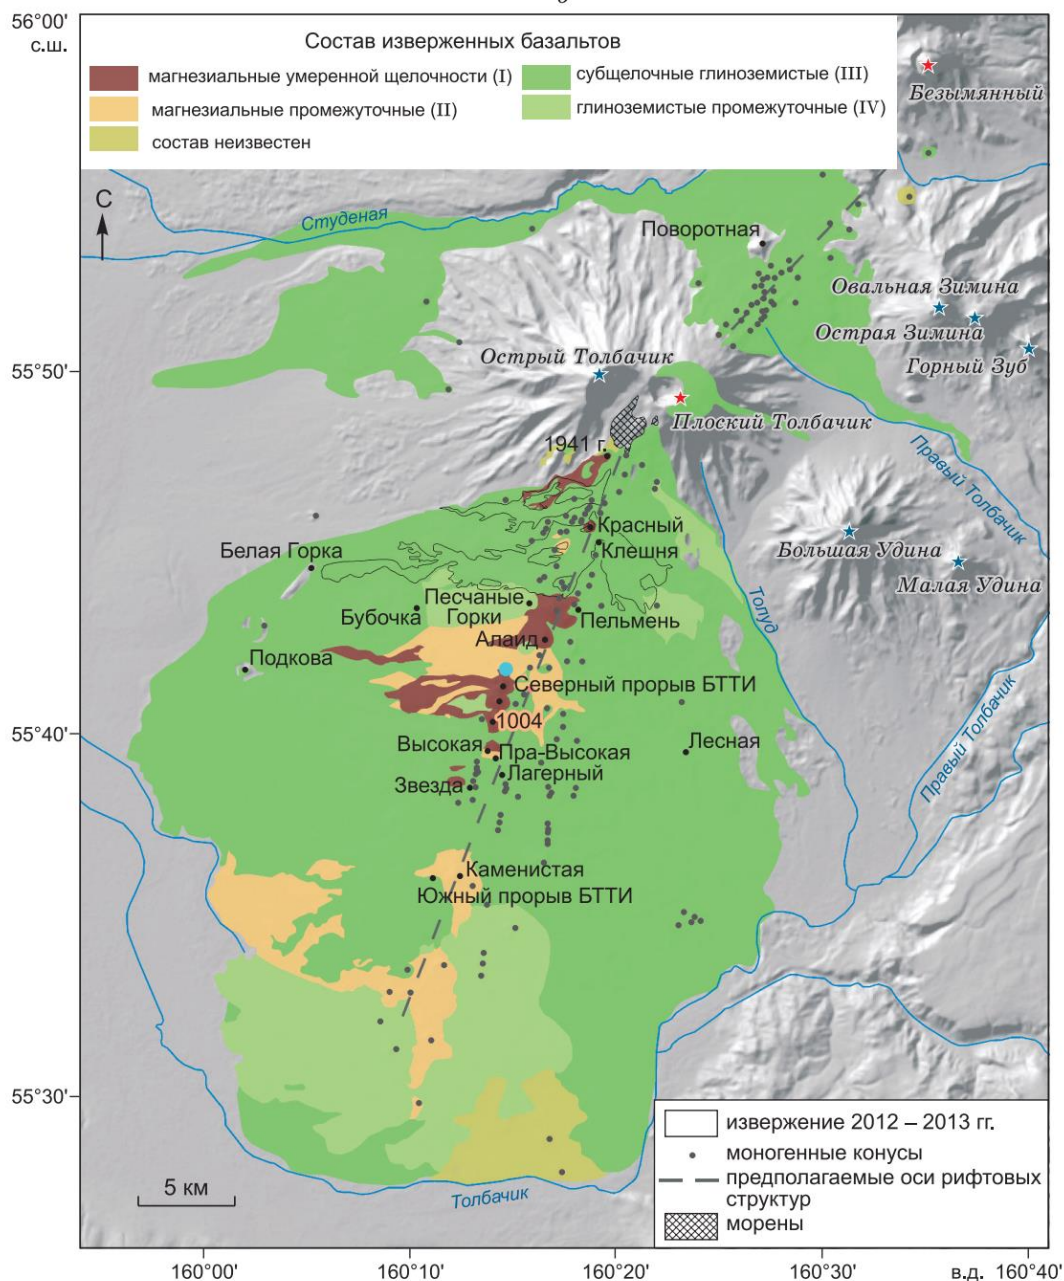 56°00'
с.ш.
Состав изверженных базальтов
магнезиальные умеренной щелочности (I)
субщелочные глиноземистые (III)
магнезиальные промежуточные (II)
глиноземистые промежуточные (IV)
состав неизвестен
Безымянный
С
Студеная
Поворотная
Овальная Зимина
Острая Зимина
Горный Зуб
Острый Толбачик
55°50'
Плоский Толбачик
1941 г.
Правый Толбачик
Красный
Клешня
Большая Удина
Малая Удина
Белая Горка
Песчаные
Горки
Бубочка
Пельмень
Топуд
Алаид
Подкова
Северный прорыв БТТИ
1004
55°40'
Высокая
Пра-Высокая
Лесная
Правый Толбачик
Лагерный
Звезда
Каменистая
Южный прорыв БТТИ
55°30'
извержение 2012 – 2013 гг.
моногенные конусы
предполагаемые оси рифтовых
структур
морены
5 км
Толбачик
160°00'
160°10'
160°20'
160°30'
в.д.
160°40'